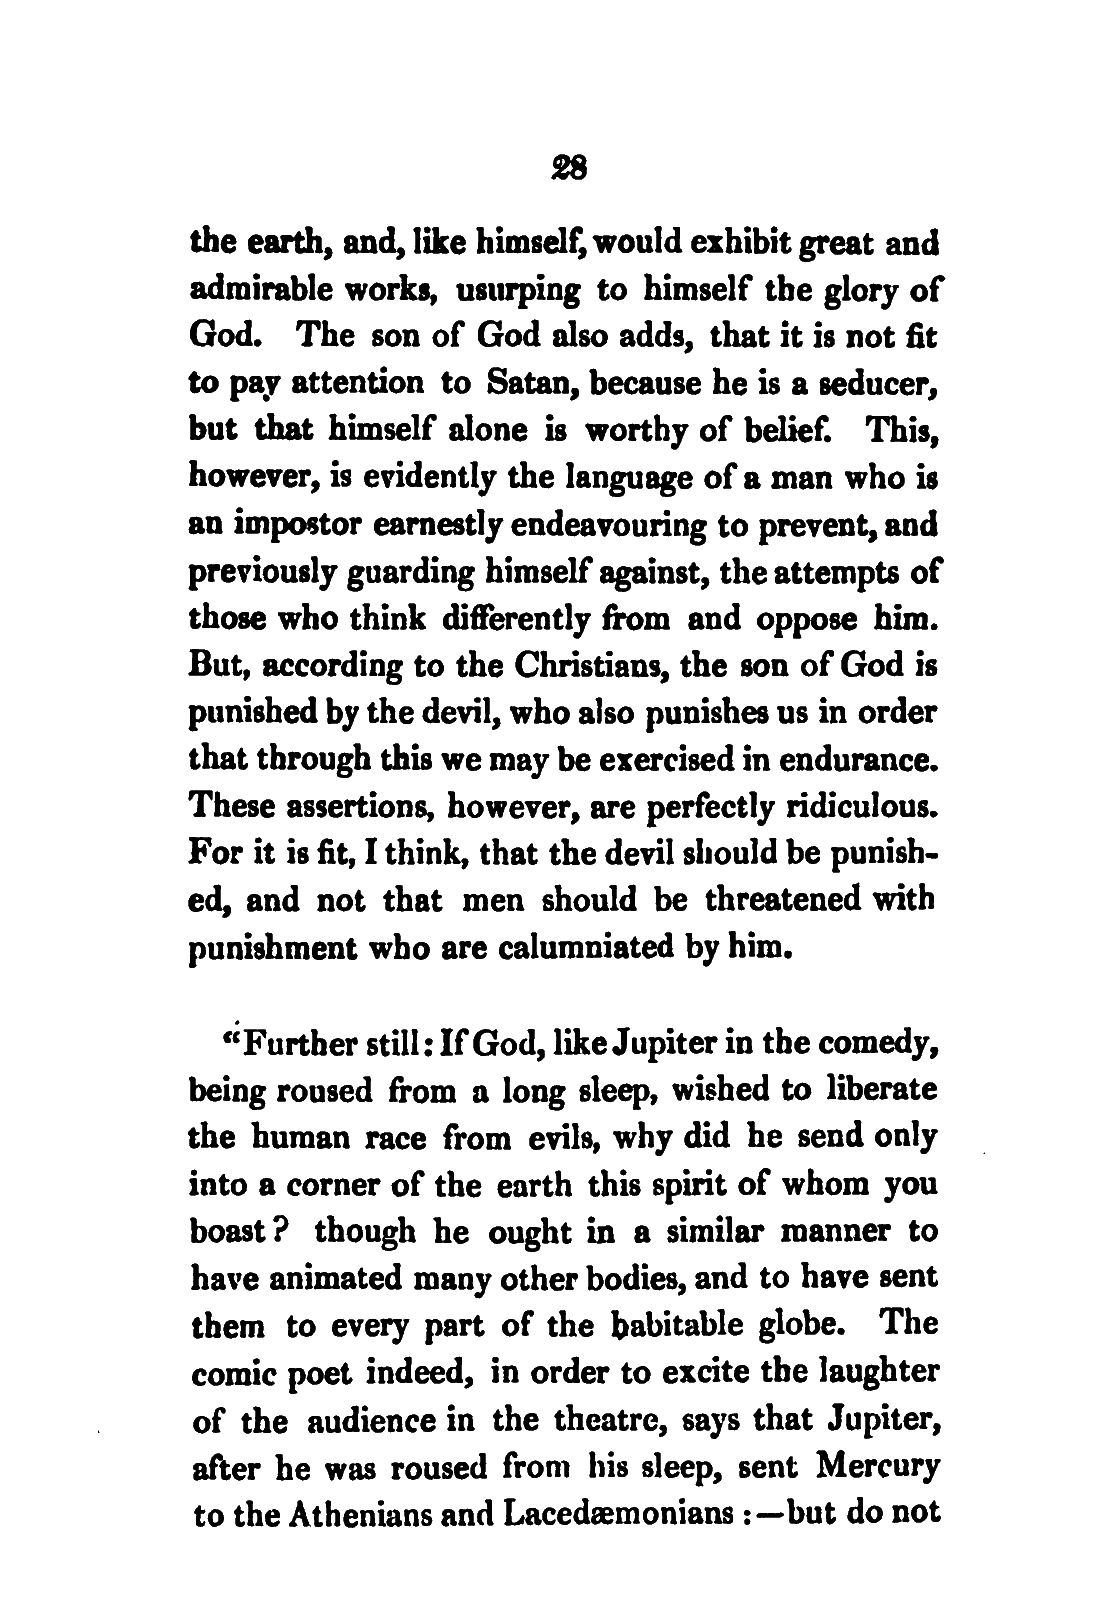 28
the earth, and, like himself, would exhibit great and
admirable works, usurping to himself the glory of
God. The son of God also adds, that it is not fit
to pay attention to Satan, because he is a seducer,
but that himself alone is worthy of belief. This,
however, is evidently the language of a man who is
an impostor earnestly endeavouring to prevent, and
previously guarding himself against, the attempts of
those who think differently from and oppose him.
But, according to the Christians, the son of God is
punished by the devil, who also punishes us in order
that through this we may be exercised in endurance.
These assertions, however, are perfectly ridiculous.
For it is fit, I think, that the devil should be punish-
ed, and not that men should be threatened with
punishment who are calumniated by him.
“Further still: If God, like Jupiter in the comedy,
being roused from a long sleep, wished to liberate
the human race from evils, why did he send only
into a corner of the earth this spirit of whom you
boast? though he ought in a similar manner to
have animated many other bodies, and to have sent
them to every part of the habitable globe. The
comic poet indeed, in order to excite the laughter
of the audience in the theatre, says that Jupiter,
after he was roused from his sleep, sent Mercury
to the Athenians and Lacedæmonians :—but do not